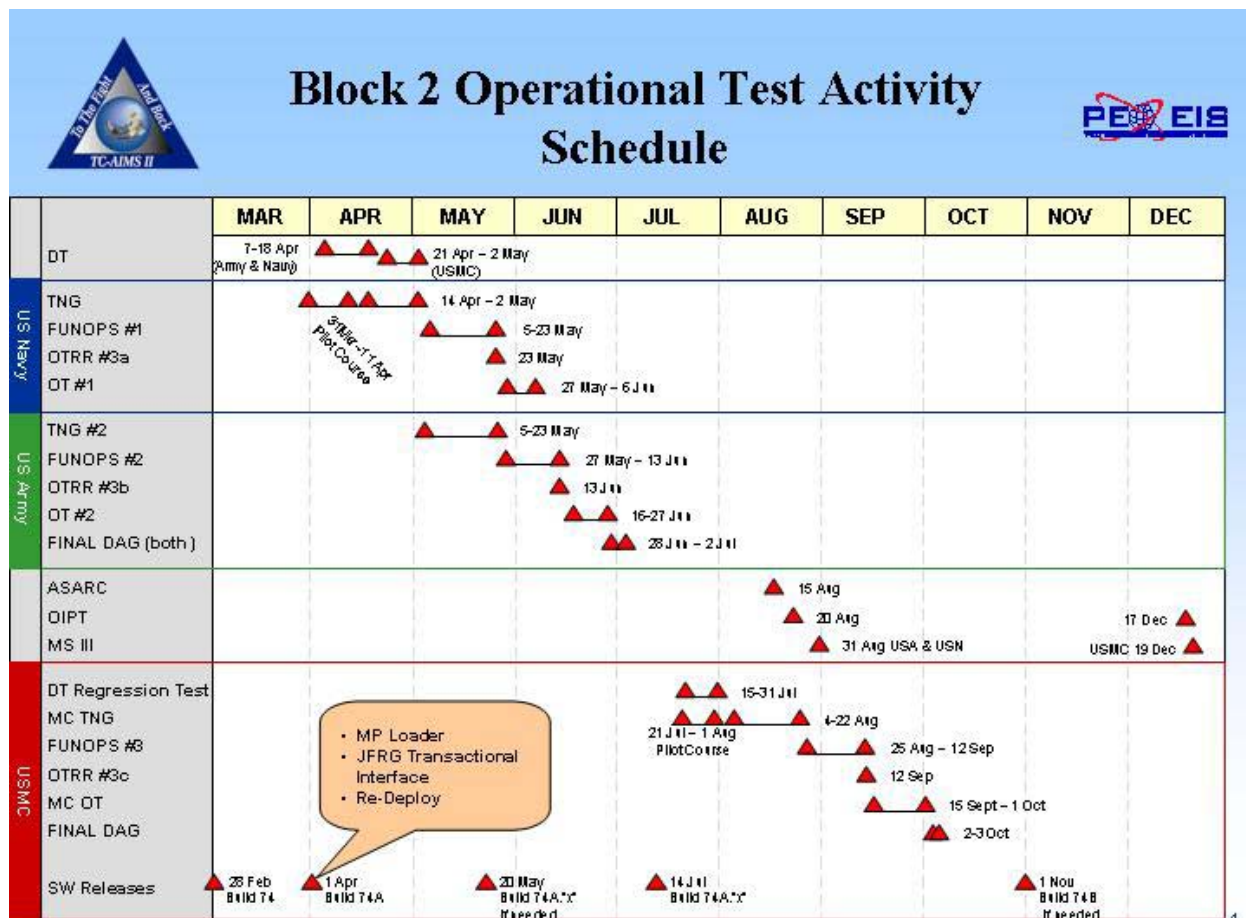 Block 2 Operational Test Activity
Schedule
To The Fight
And Back
TC-AIMS II
PEO EIS
MAR APR MAY JUN JUL AUG SEP OCT NOV DEC
DT
7-18 Apr
(Army & Navy)
21 Apr – 2 May
(USMC)
US Navy
TNG
14 Apr – 2 May
31Mar-11 Apr
Pilot Course
FUNOPS #1
5-23 May
OTRR #3a
23 May
OT #1
27 May – 6 Jun
US Army
TNG #2
5-23 May
FUNOPS #2
27 May – 13 Jun
OTRR #3b
13 Jun
OT #2
16-27 Jun
FINAL DAG (both )
28 Jun – 2 Jul
ASARC
15 Aug
OIPT
20 Aug
17 Dec
MS III
31 Aug USA & USN
USMC 19 Dec
USMC
DT Regression Test
15-31 Jul
MC TNG
21 Jul – 1 Aug
Pilot Course
4-22 Aug
FUNOPS #3
25 Aug – 12 Sep
OTRR #3c
12 Sep
MC OT
15 Sept – 1 Oct
FINAL DAG
2-3 Oct
• MP Loader
• JFRG Transactional
Interface
• Re-Deploy
SW Releases
28 Feb
Build 74
1 Apr
Build 74A
20 May
Build 74A."x"
If needed
14 Jul
Build 74A."x"
1 Nov
Build 74B
If needed